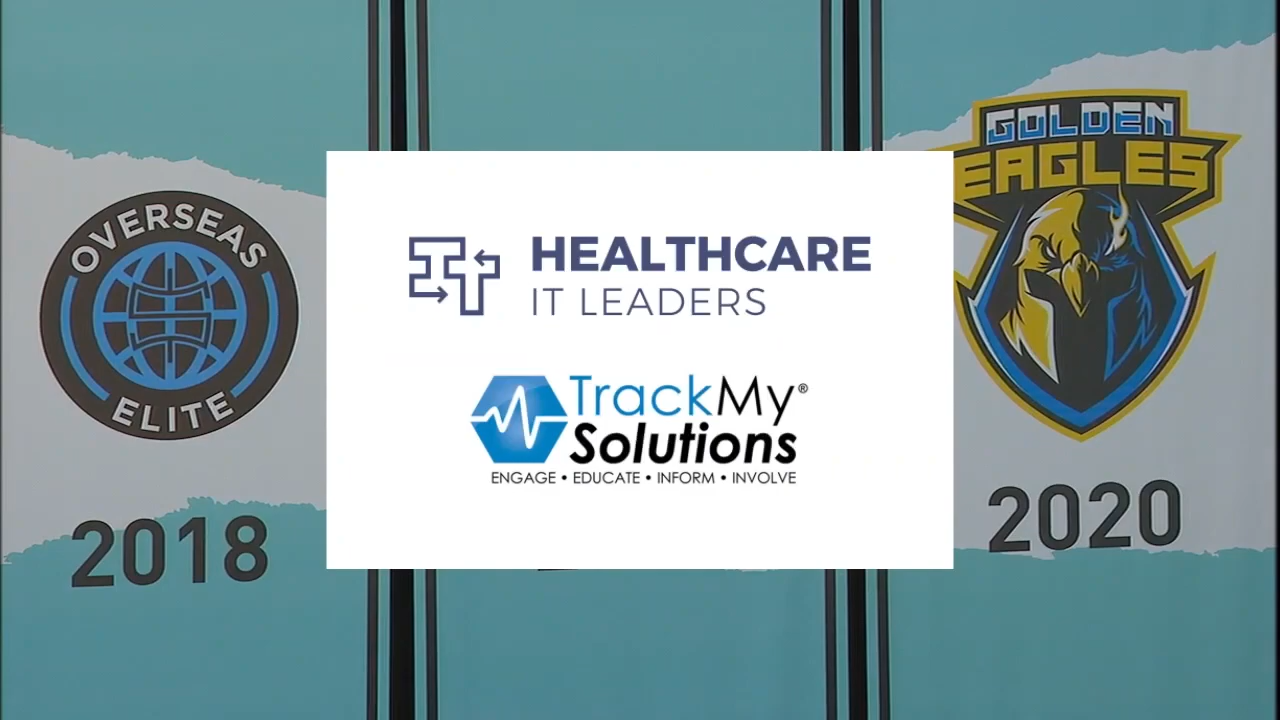 OVERSEAS
ELITE
2018
HEALTHCARE
IT LEADERS
TrackMy®
Solutions
ENGAGE • EDUCATE • INFORM • INVOLVE
GOLDEN
EAGLES
2020